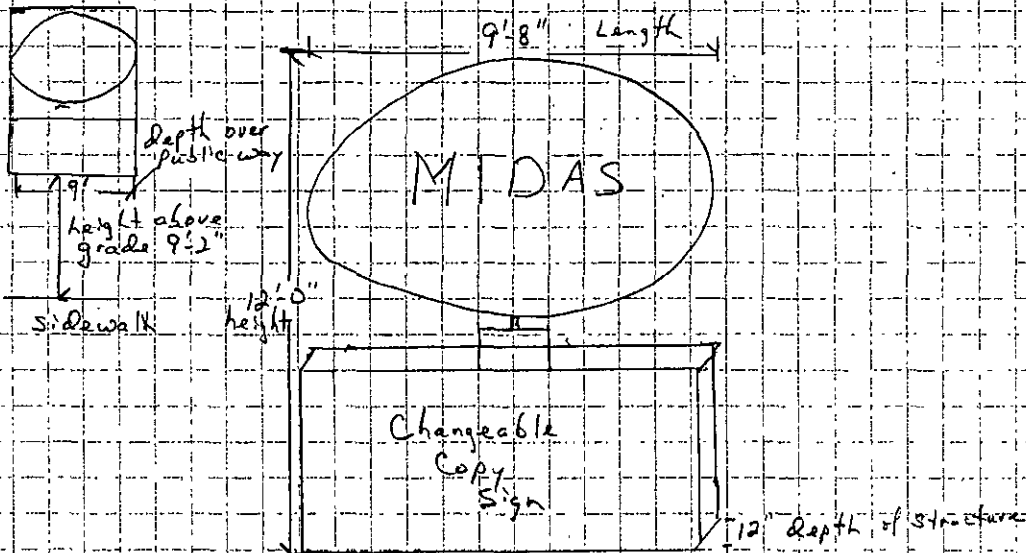 9'-8" Length
depth over
public way
9'
height above
grade 9'-2"
sidewalk
MIDAS
12'-0"
height
Changeable
Copy
Sign
12" depth of structure